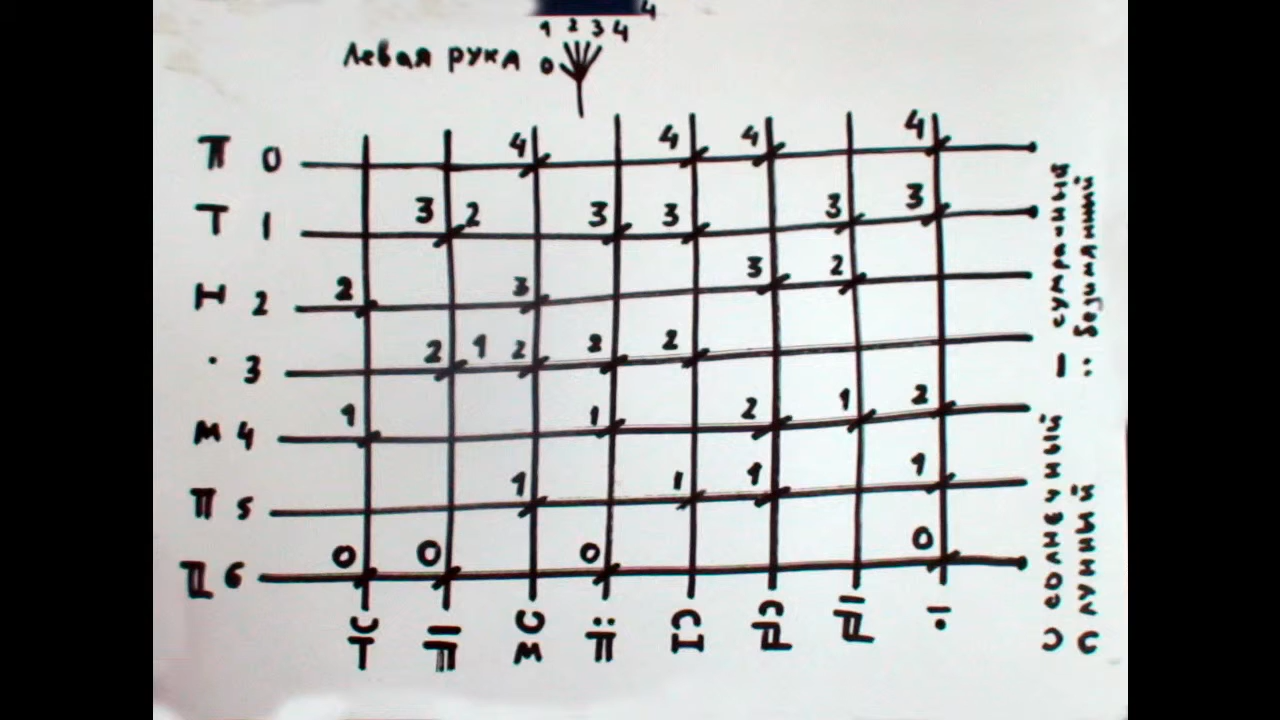 4
1 2 3 4
Левая рука 0
П 0 4 4 4 4
Т 1 3 2 3 3 3 3
Н 2 2 3 3 2
· 3 2 1 2 2 2
м 4 1 1 2 1 2
П 5 1 1 1 1
Д 6 0 0 0 0
солнечный — сумрачный
лунный : безимянный